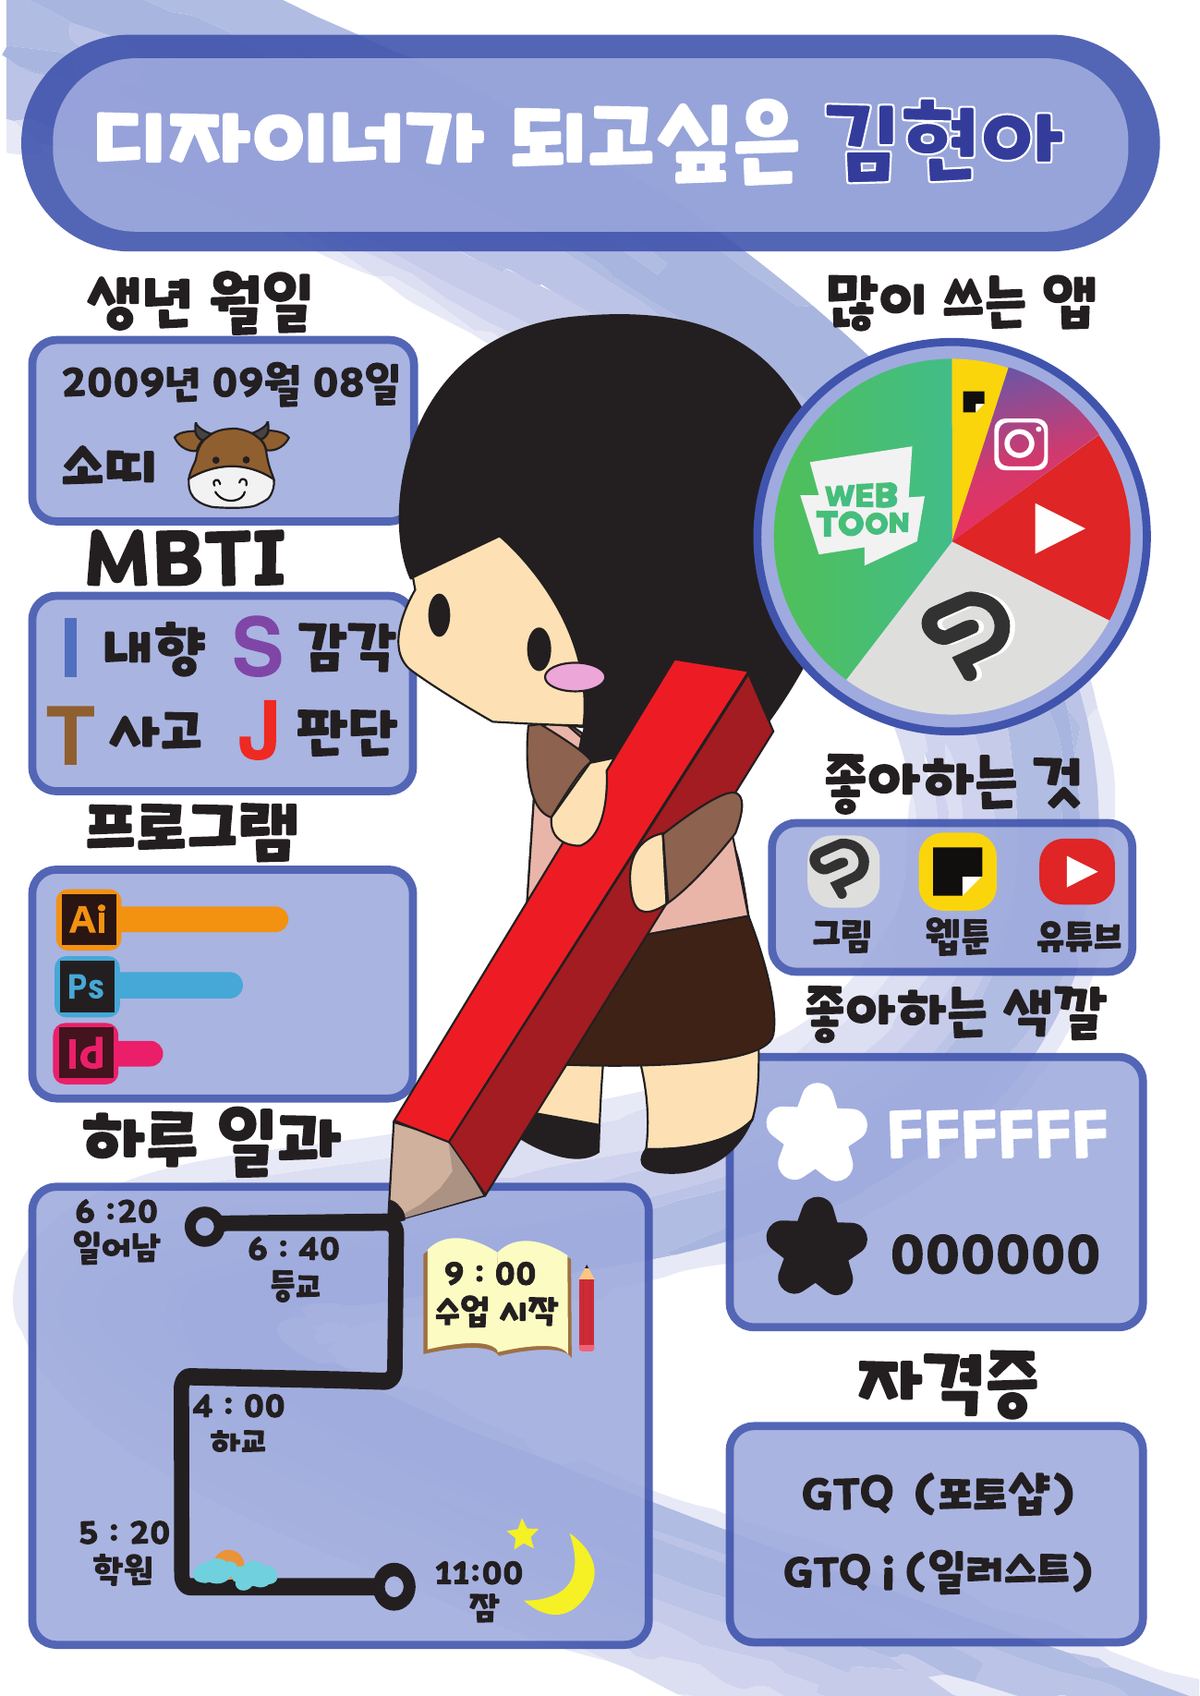 디자이너가 되고싶은 김현아
생년 월일
2009년 09월 08일
소띠
MBTI
I 내향 S 감각
T 사고 J 판단
프로그램
Ai
Ps
Id
하루 일과
6 :20
일어남
6 : 40
등교
9 : 00
수업 시작
4 : 00
하교
5 : 20
학원
11:00
잠
많이 쓰는 앱
WEB
TOON
좋아하는 것
그림 웹툰 유튜브
좋아하는 색깔
FFFFFF
000000
자격증
GTQ (포토샵)
GTQ i (일러스트)